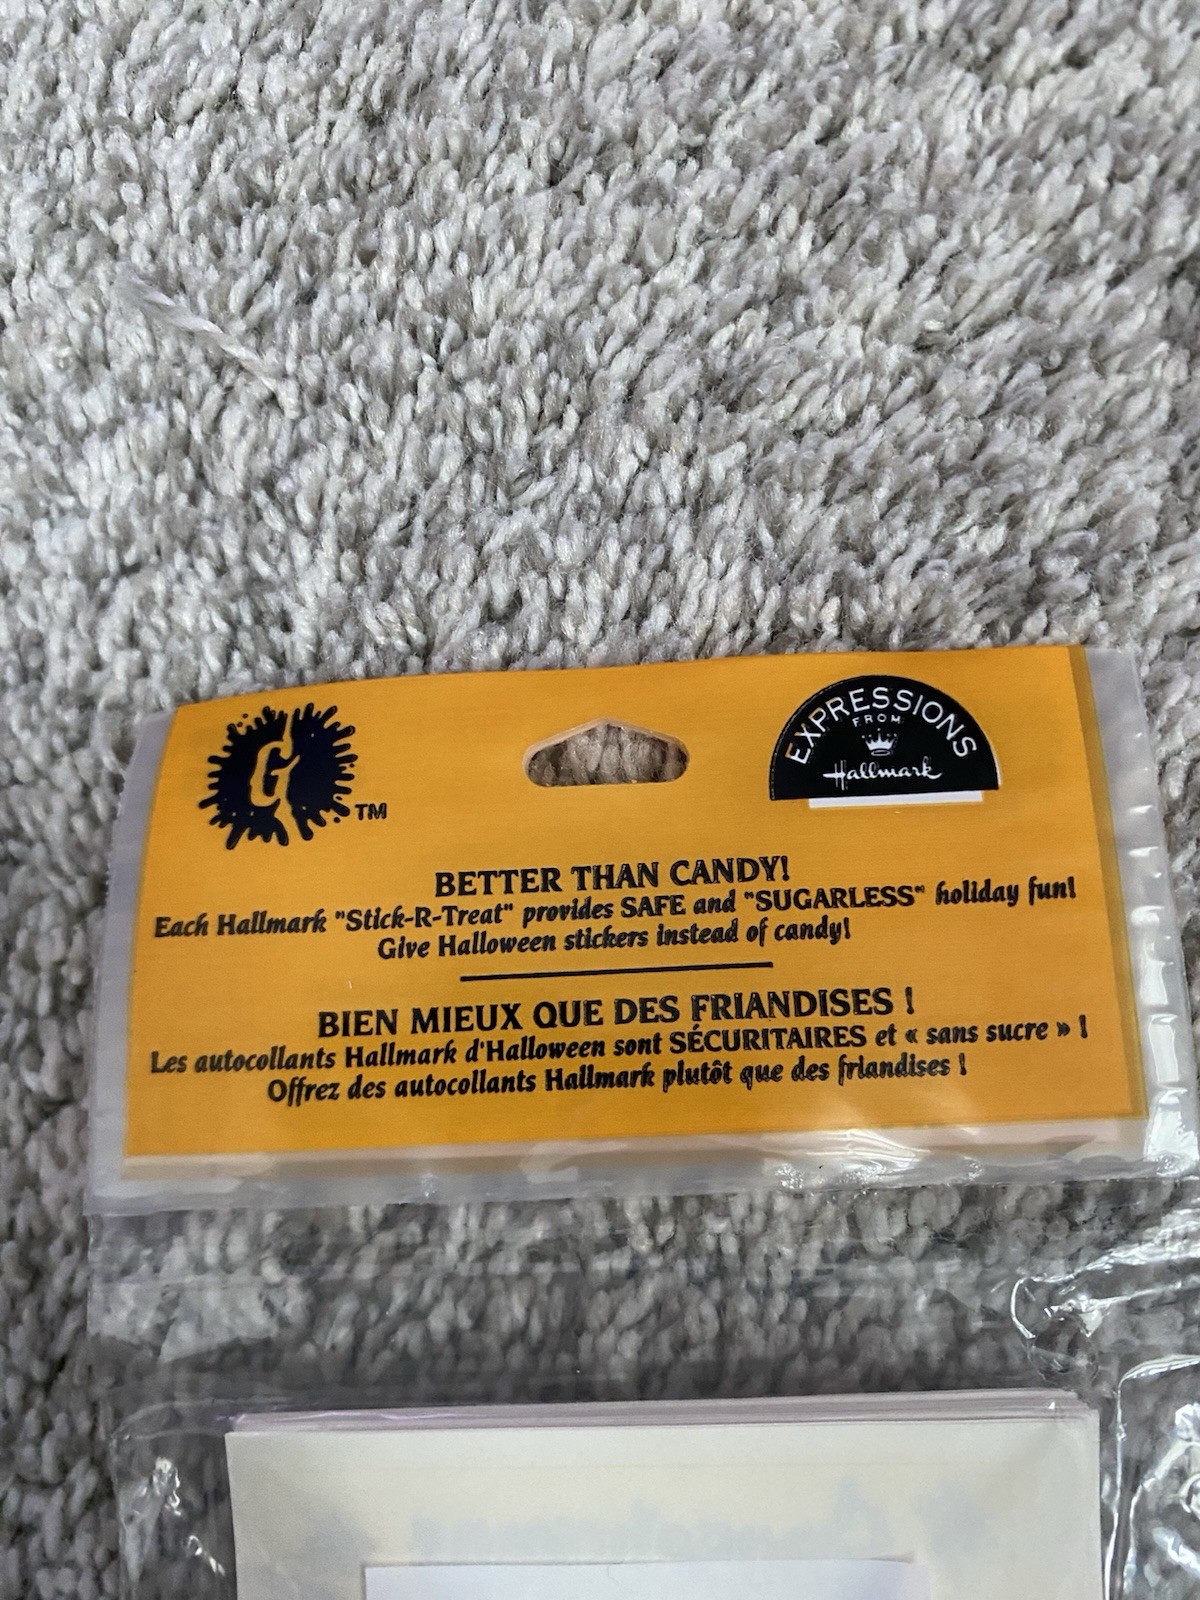 G
TM
EXPRESSIONS
FROM
Hallmark
BETTER THAN CANDY!
Each Hallmark "Stick-R-Treat" provides SAFE and "SUGARLESS" holiday fun!
Give Halloween stickers instead of candy!
BIEN MIEUX QUE DES FRIANDISES !
Les autocollants Hallmark d'Halloween sont SÉCURITAIRES et « sans sucre » !
Offrez des autocollants Hallmark plutôt que des friandises !